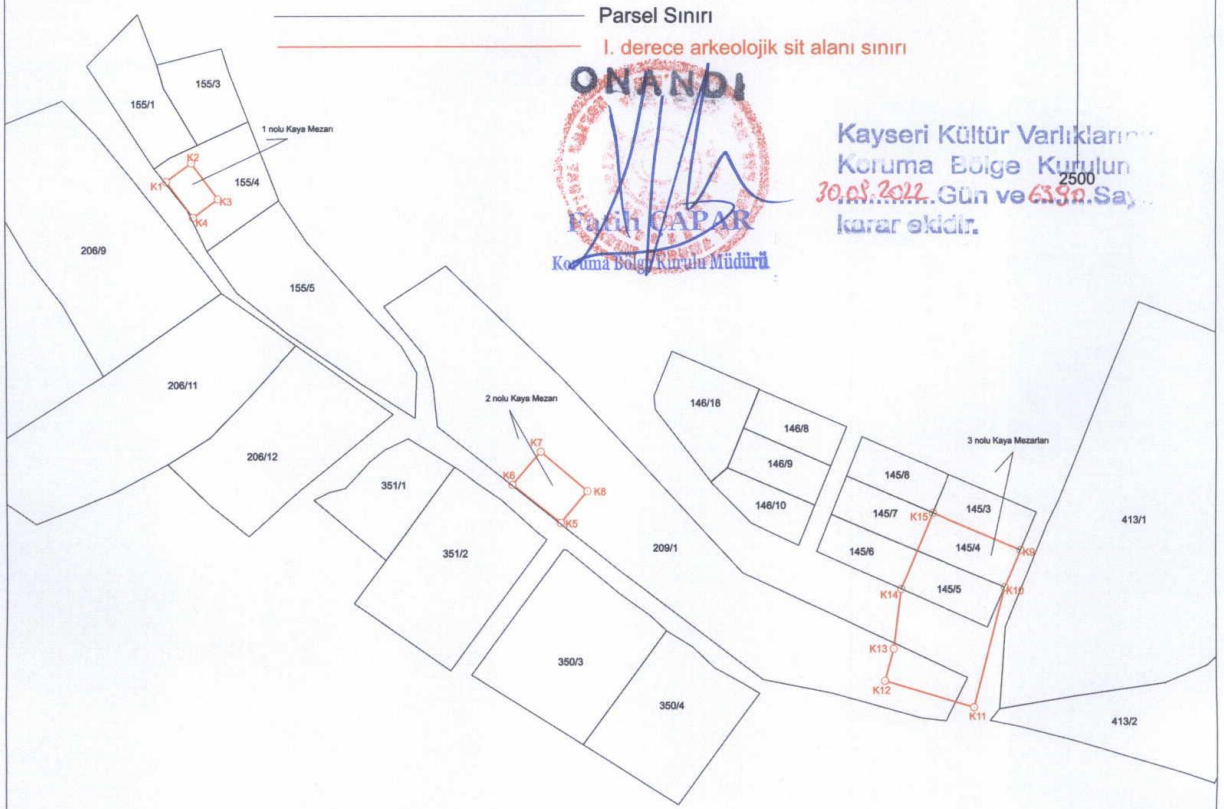 Parsel Sınırı
I. derece arkeolojik sit alanı sınırı
ONANDI
Fatih ÇAPAR
Koruma Bölge Kurulu Müdürü
Kayseri Kültür
Koruma Bölge
30.09.2022 Gün ve
karar ekidir.
2500
155/1
155/3
1 nolu Kaya Mezarı
K1
K2
K3
K4
155/4
155/5
206/9
206/11
206/12
2 nolu Kaya Mezarı
K7
K6
K8
K5
351/1
351/2
209/1
350/3
350/4
146/18
146/8
146/9
146/10
145/8
145/7
145/6
145/3
145/4
145/5
3 nolu Kaya Mezarları
K15
K9
K10
K14
K13
K12
K11
413/1
413/2